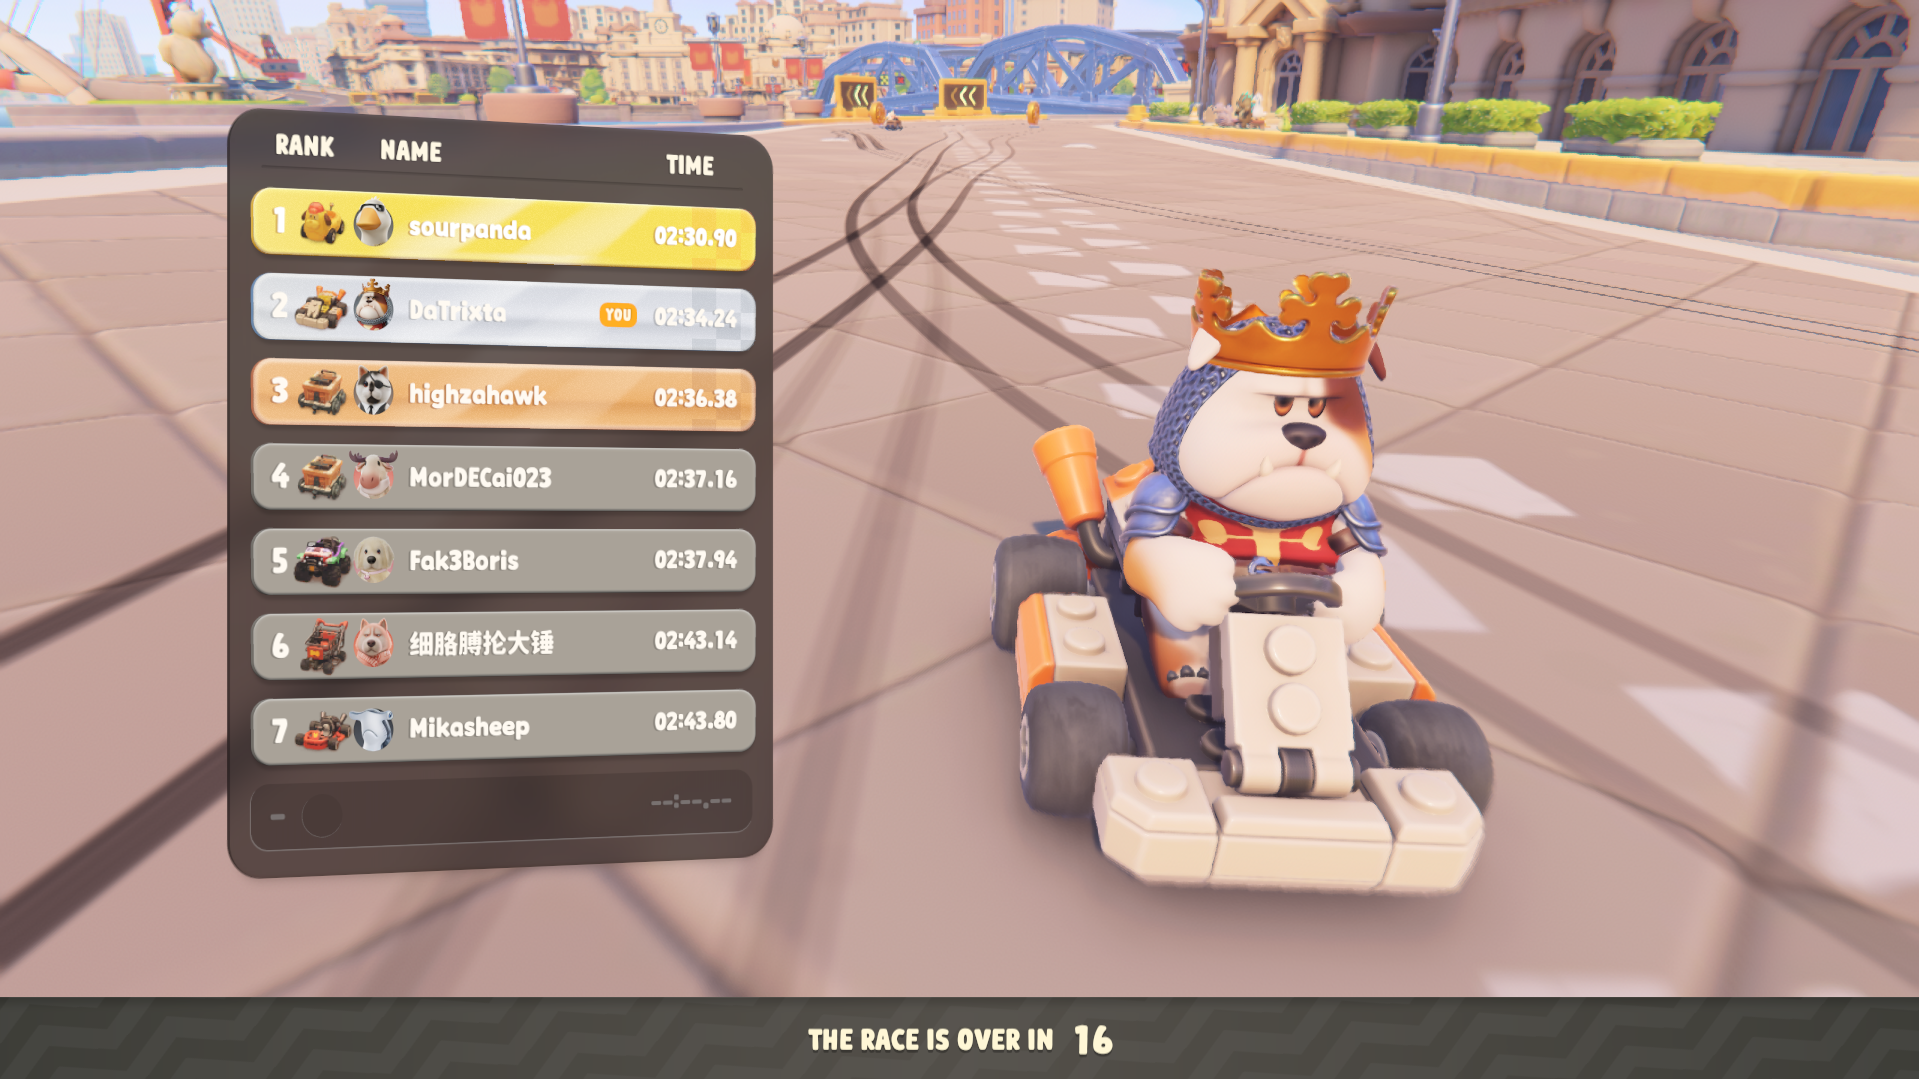 RANK NAME TIME
1 sourpanda 02:30.90
2 DaTrixta YOU 02:34.24
3 highzahawk 02:36.38
4 MorDECai023 02:37.16
5 Fak3Boris 02:37.94
6 细胳膊抡大锤 02:43.14
7 Mikasheep 02:43.80
- --:--.--
THE RACE IS OVER IN 16